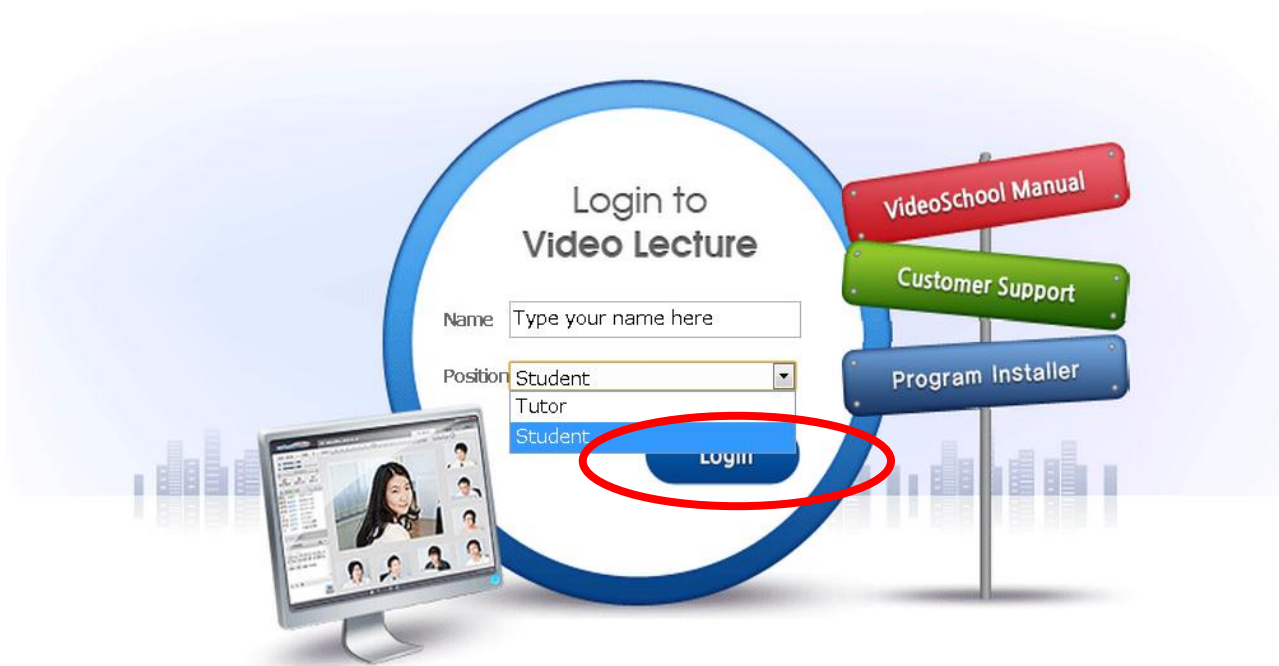 Login to
Video Lecture
Name Type your name here
Position Student
Tutor
Student
Login
VideoSchool Manual
Customer Support
Program Installer